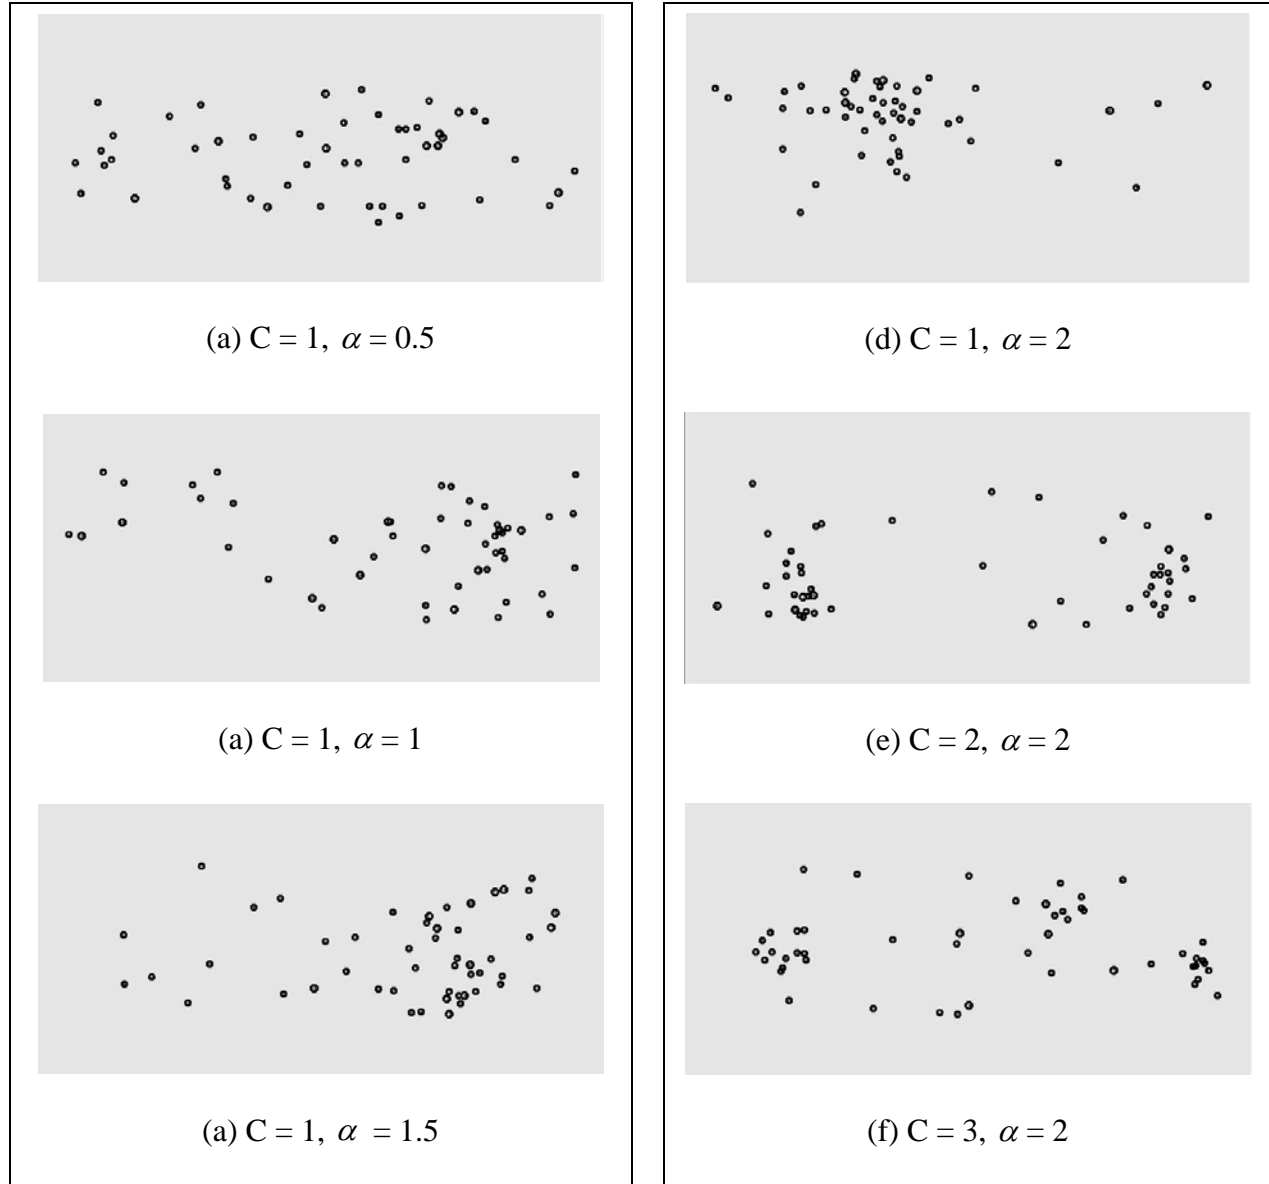 (a) C = 1, α = 0.5
(a) C = 1, α = 1
(a) C = 1, α = 1.5
(d) C = 1, α = 2
(e) C = 2, α = 2
(f) C = 3, α = 2